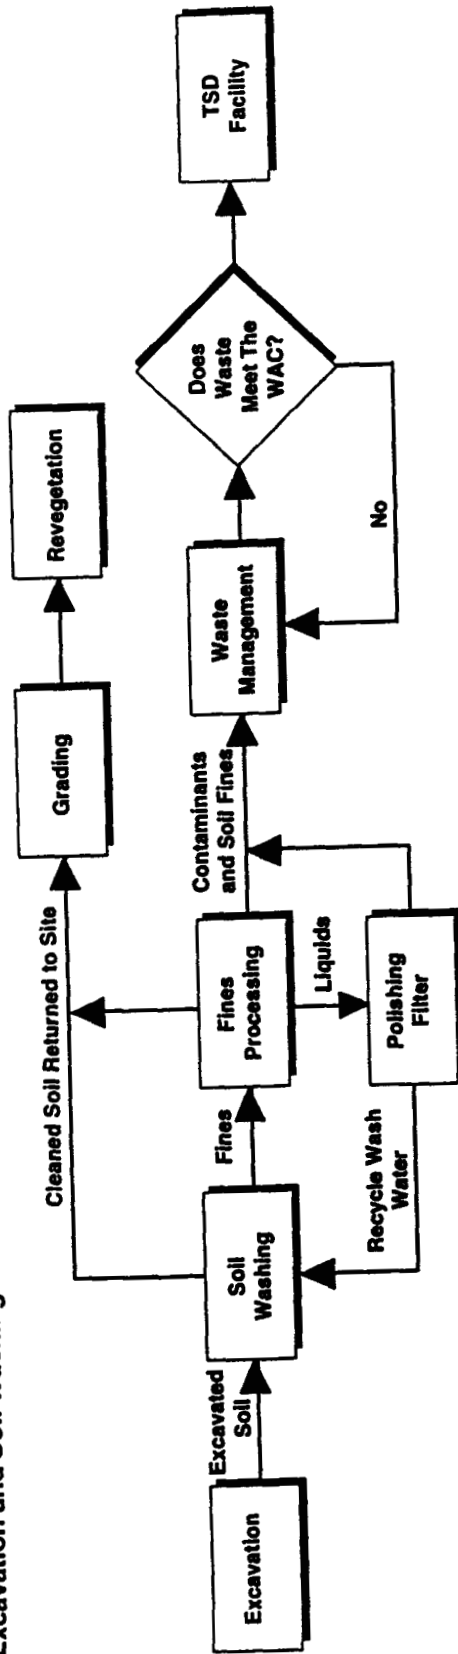 Excavation and Soil Washing
Excavation
Excavated
Soil
Soil
Washing
Fines
Fines
Processing
Cleaned Soil Returned to Site
Grading
Revegetation
Liquids
Polishing
Filter
Recycle Wash
Water
Contaminants
and Soil Fines
Waste
Management
Does
Waste
Meet The
WAC?
No
TSD
Facility